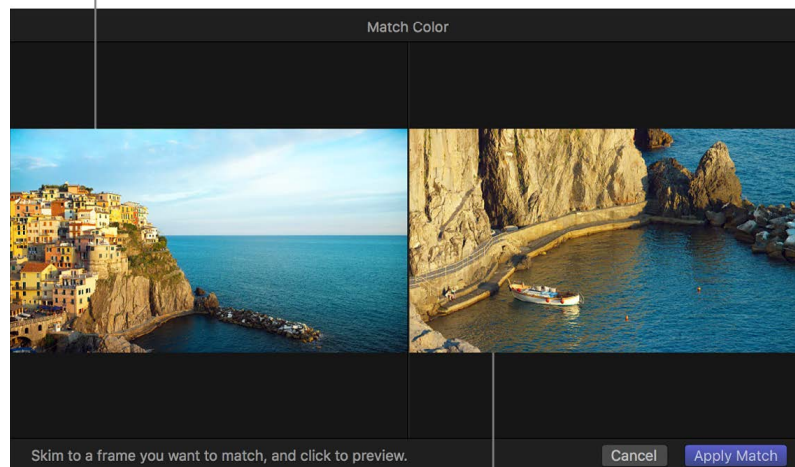 Match Color
Skim to a frame you want to match, and click to preview.
Cancel
Apply Match